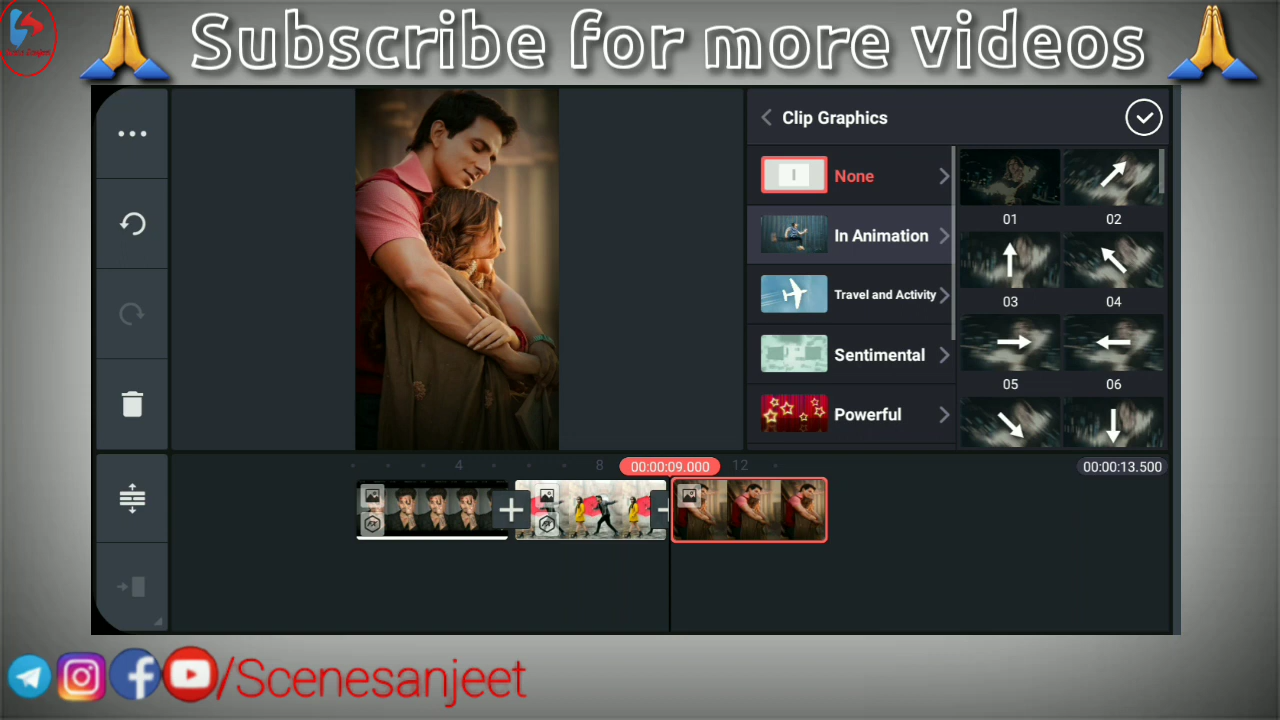 Subscribe for more videos
Clip Graphics
None
In Animation
Travel and Activity
Sentimental
Powerful
01
02
03
04
05
06
4
8
00:00:09.000
12
00:00:13.500
/Scenesanjeet